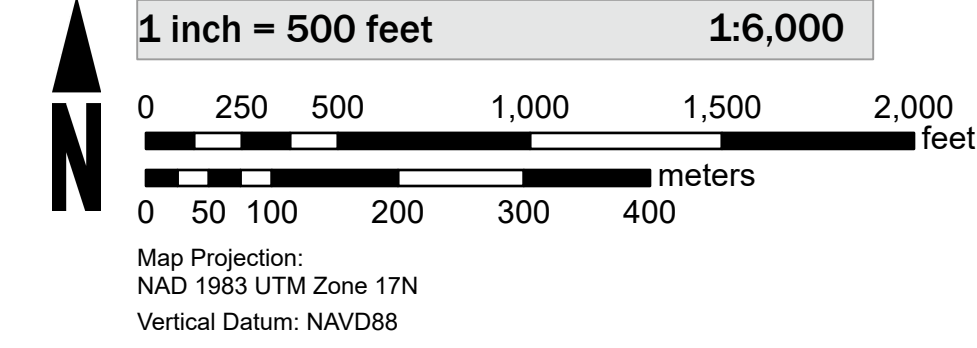 1 inch = 500 feet 1:6,000
0 250 500 1,000 1,500 2,000
feet
N
meters
0 50 100 200 300 400
Map Projection:
NAD 1983 UTM Zone 17N
Vertical Datum: NAVD88